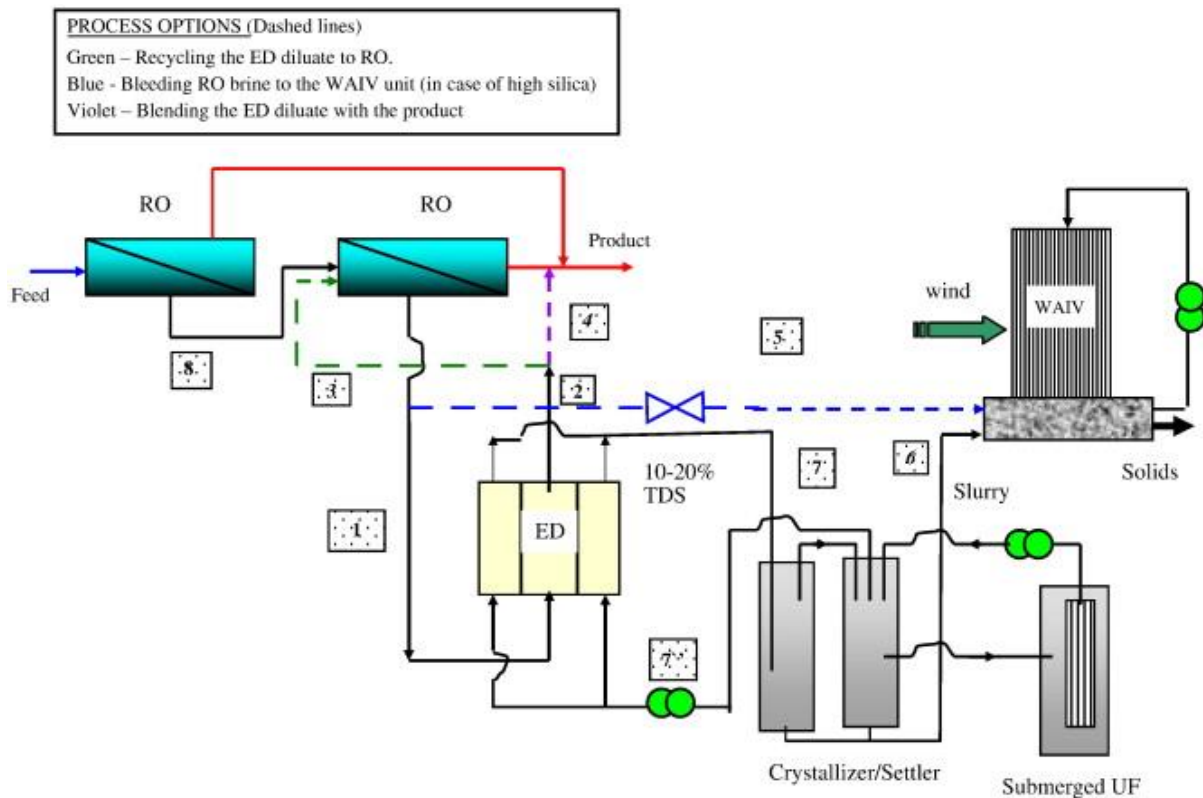 PROCESS OPTIONS (Dashed lines)
Green – Recycling the ED diluate to RO.
Blue - Bleeding RO brine to the WAIV unit (in case of high silica)
Violet – Blending the ED diluate with the product
RO
RO
Product
Feed
wind
WAIV
8
3
4
2
5
6
7
10-20%
TDS
Slurry
Solids
1
ED
7''
Crystallizer/Settler
Submerged UF